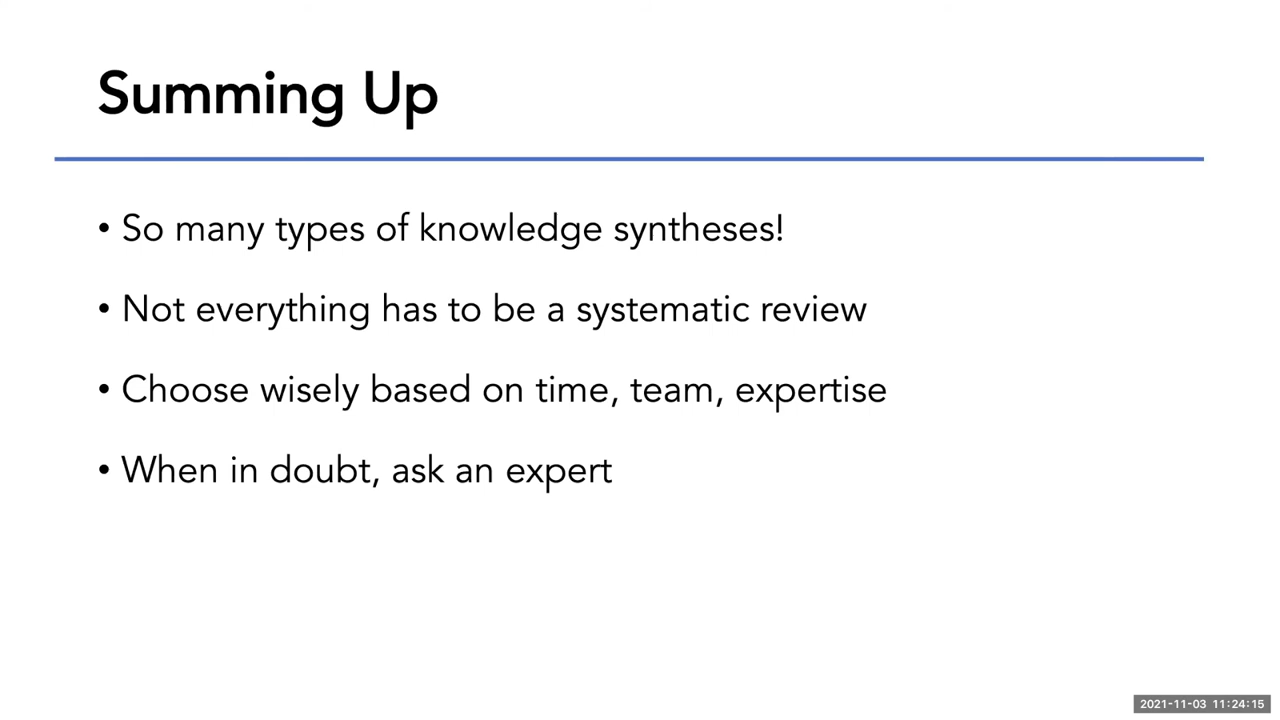 Summing Up
• So many types of knowledge syntheses!
• Not everything has to be a systematic review
• Choose wisely based on time, team, expertise
• When in doubt, ask an expert
2021-11-03 11:24:15